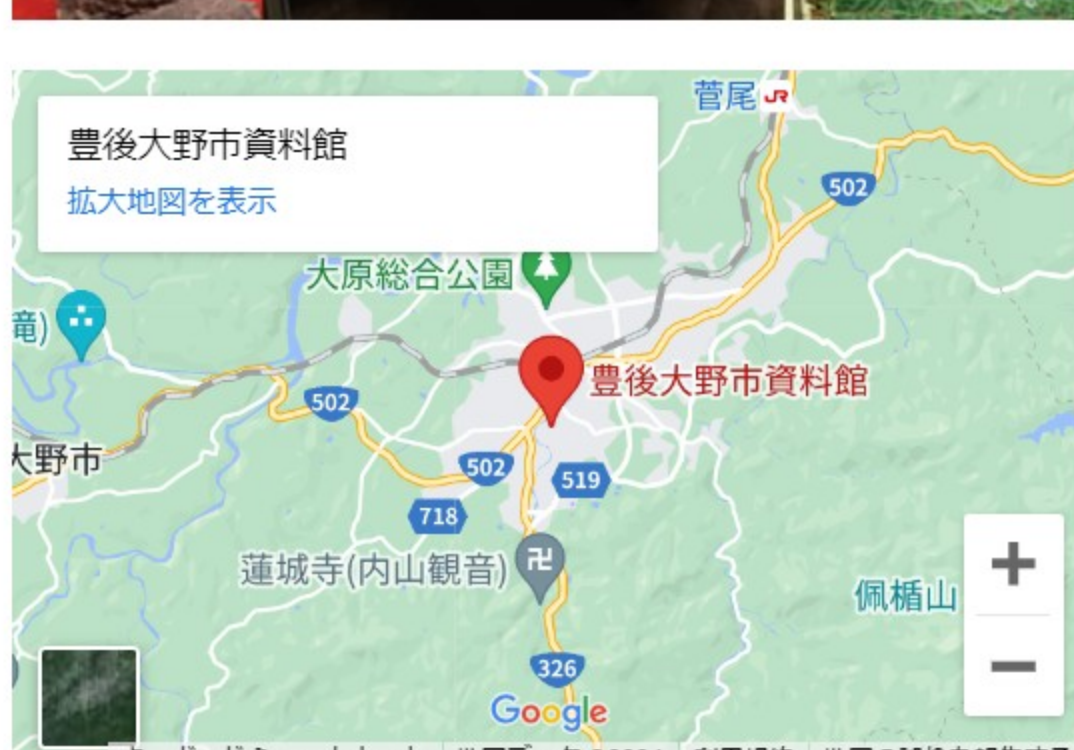 豊後大野市資料館
拡大地図を表示
菅尾 JR
502
大原総合公園
滝)
豊後大野市資料館
502
大野市
502
519
718
蓮城寺(内山観音)
卍
佩楯山
+
326
−
Google